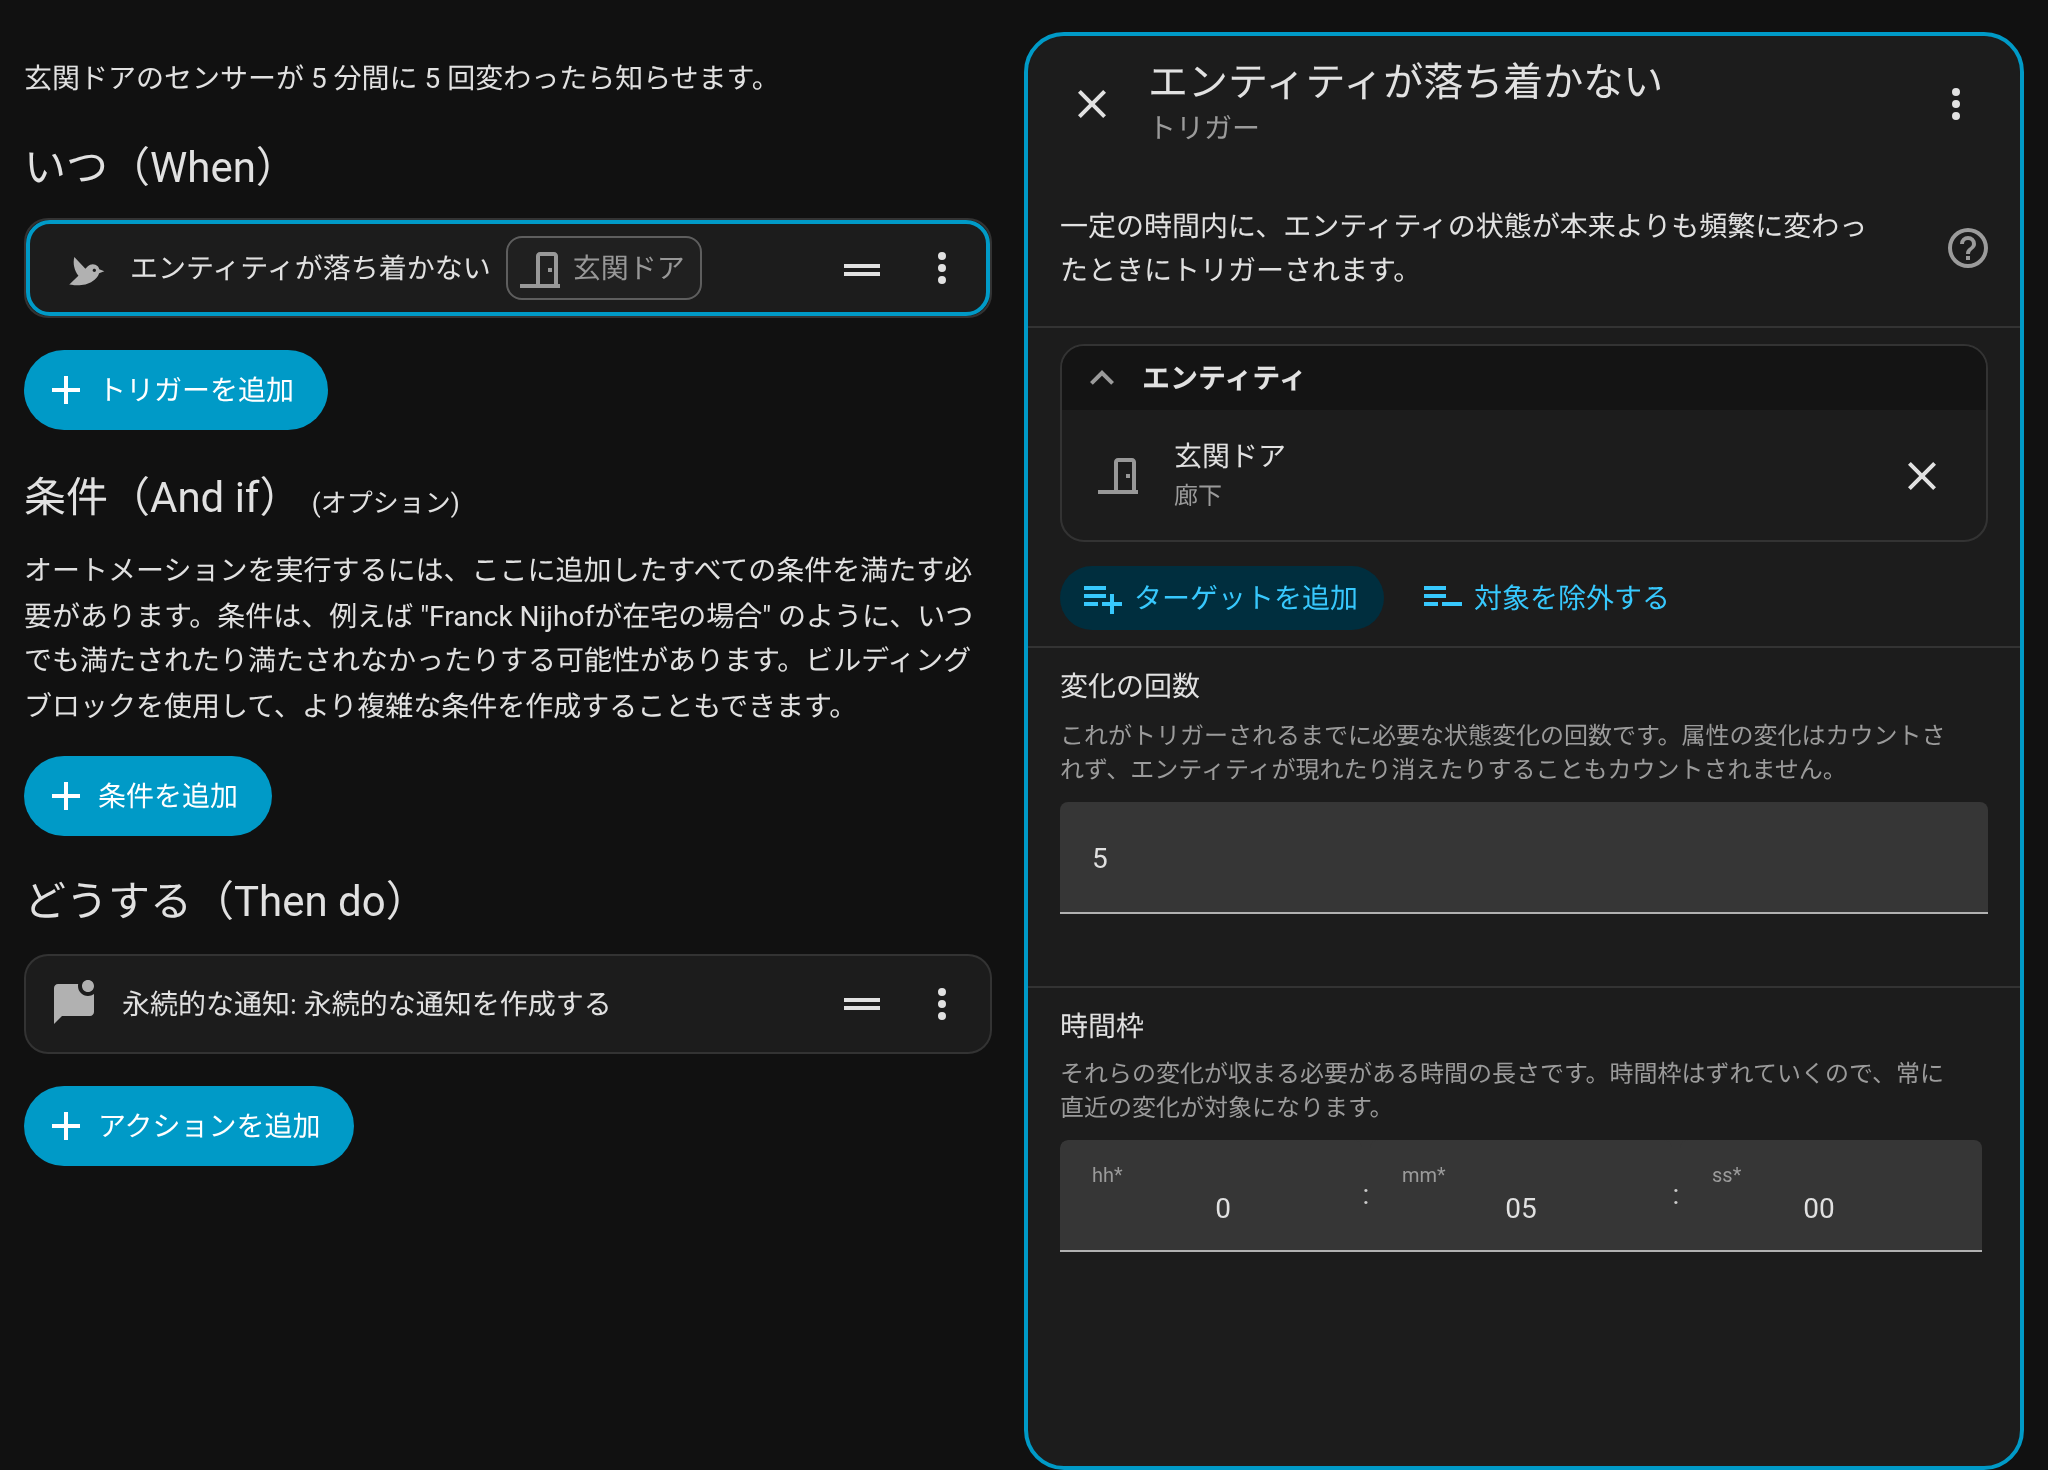 玄関ドアのセンサーが 5 分間に 5 回変わったら知らせます。
いつ（When）
エンティティが落ち着かない 玄関ドア
トリガーを追加
条件（And if） (オプション)
オートメーションを実行するには、ここに追加したすべての条件を満たす必
要があります。条件は、例えば "Franck Nijhofが在宅の場合" のように、いつ
でも満たされたり満たされなかったりする可能性があります。ビルディング
ブロックを使用して、より複雑な条件を作成することもできます。
条件を追加
どうする（Then do）
永続的な通知: 永続的な通知を作成する
アクションを追加
エンティティが落ち着かない
トリガー
一定の時間内に、エンティティの状態が本来よりも頻繁に変わっ
たときにトリガーされます。
エンティティ
玄関ドア
廊下
ターゲットを追加 対象を除外する
変化の回数
これがトリガーされるまでに必要な状態変化の回数です。属性の変化はカウントさ
れず、エンティティが現れたり消えたりすることもカウントされません。
5
時間枠
それらの変化が収まる必要がある時間の長さです。時間枠はずれていくので、常に
直近の変化が対象になります。
hh* mm* ss*
0 : 05 : 00